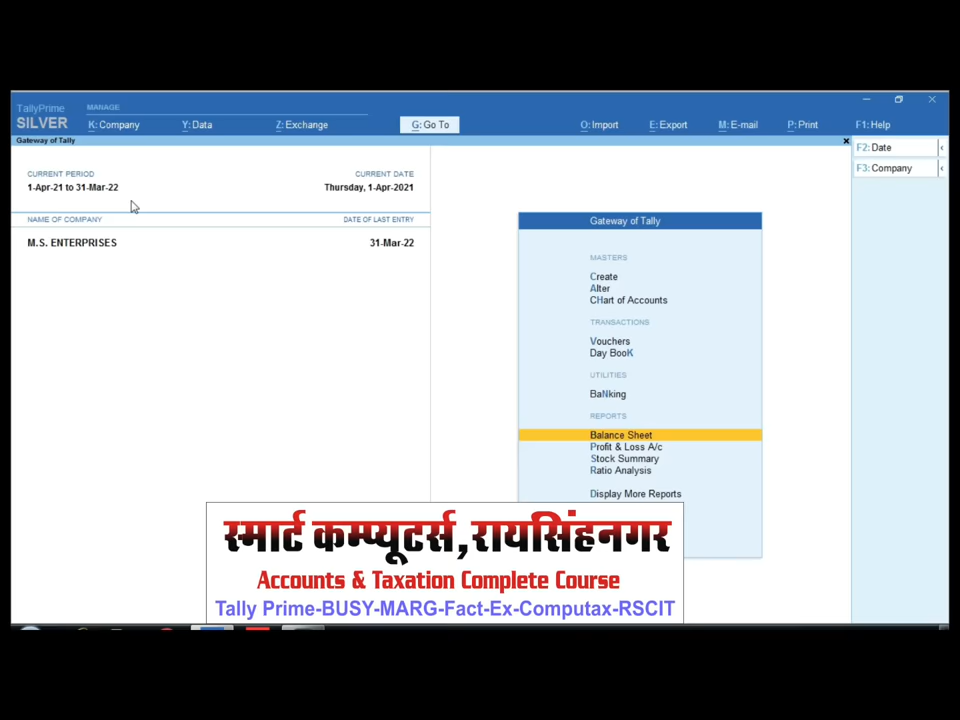 TallyPrime
SILVER
MANAGE
K: Company
Y: Data
Z: Exchange
G: Go To
O: Import
E: Export
M: E-mail
P: Print
F1: Help
Gateway of Tally
F2: Date
F3: Company
CURRENT PERIOD
CURRENT DATE
1-Apr-21 to 31-Mar-22
Thursday, 1-Apr-2021
NAME OF COMPANY
DATE OF LAST ENTRY
M.S. ENTERPRISES
31-Mar-22
Gateway of Tally
MASTERS
Create
Alter
CHart of Accounts
TRANSACTIONS
Vouchers
Day BooK
UTILITIES
BaNking
REPORTS
Balance Sheet
Profit & Loss A/c
Stock Summary
Ratio Analysis
Display More Reports
स्मार्ट कम्प्यूटर्स,रायसिंहनगर
Accounts & Taxation Complete Course
Tally Prime-BUSY-MARG-Fact-Ex-Computax-RSCIT